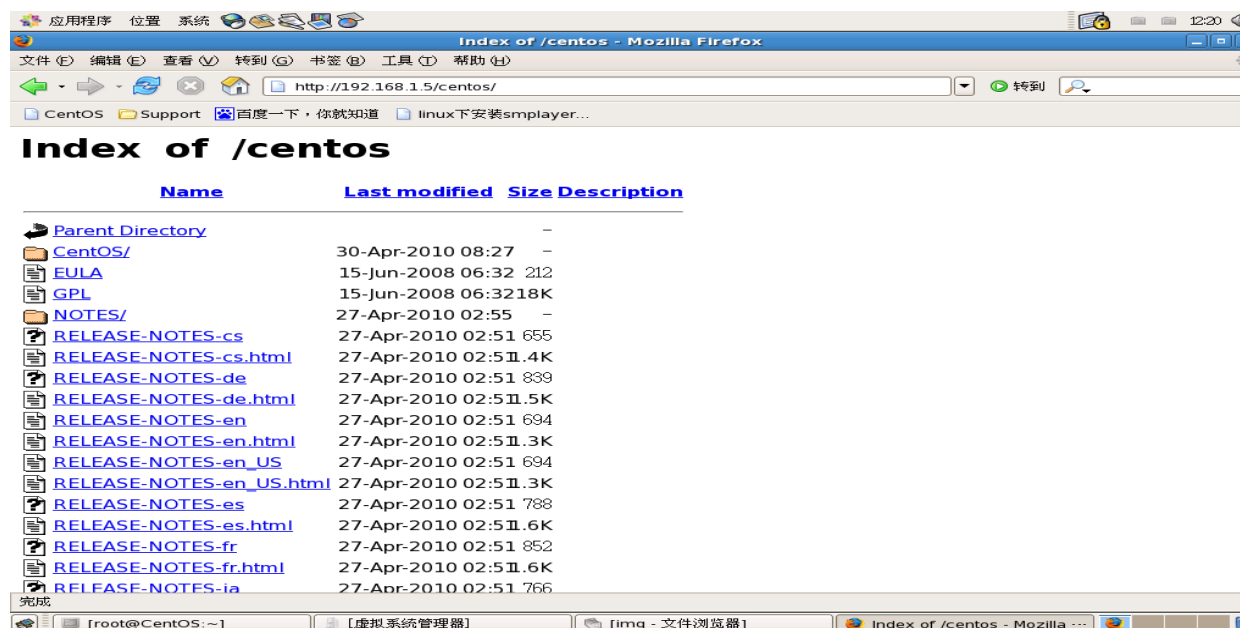 应用程序 位置 系统 12:20
Index of /centos - Mozilla Firefox
文件(F) 编辑(E) 查看(V) 转到(G) 书签(B) 工具(T) 帮助(H)
http://192.168.1.5/centos/ 转到
CentOS Support 百度一下，你就知道 linux下安装smplayer...
Index of /centos
Name Last modified Size Description
Parent Directory -
CentOS/ 30-Apr-2010 08:27 -
EULA 15-Jun-2008 06:32 212
GPL 15-Jun-2008 06:32 18K
NOTES/ 27-Apr-2010 02:55 -
RELEASE-NOTES-cs 27-Apr-2010 02:51 655
RELEASE-NOTES-cs.html 27-Apr-2010 02:51 1.4K
RELEASE-NOTES-de 27-Apr-2010 02:51 839
RELEASE-NOTES-de.html 27-Apr-2010 02:51 1.5K
RELEASE-NOTES-en 27-Apr-2010 02:51 694
RELEASE-NOTES-en.html 27-Apr-2010 02:51 1.3K
RELEASE-NOTES-en_US 27-Apr-2010 02:51 694
RELEASE-NOTES-en_US.html 27-Apr-2010 02:51 1.3K
RELEASE-NOTES-es 27-Apr-2010 02:51 788
RELEASE-NOTES-es.html 27-Apr-2010 02:51 1.6K
RELEASE-NOTES-fr 27-Apr-2010 02:51 852
RELEASE-NOTES-fr.html 27-Apr-2010 02:51 1.6K
RELEASE-NOTES-ia 27-Apr-2010 02:51 766
完成
[root@CentOS:~] [虚拟系统管理器] [img - 文件浏览器] Index of /centos - Mozilla ...